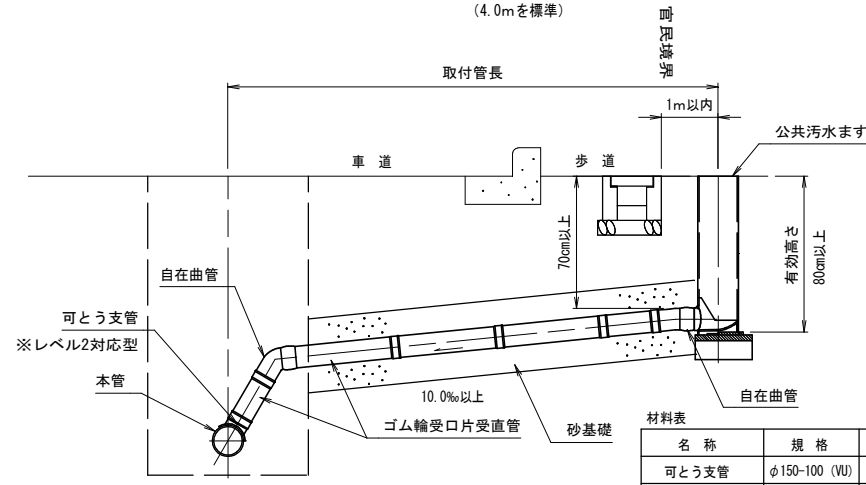 (4.0mを標準)
官民境界
取付管長
1m以内
公共汚水ます
車 道
歩 道
70cm以上
有効高さ
80cm以上
自在曲管
可とう支管
※レベル2対応型
本管
10.0‰以上
自在曲管
ゴム輪受口片受直管
砂基礎
材料表
名 称 規 格
可とう支管 φ150-100 (VU)